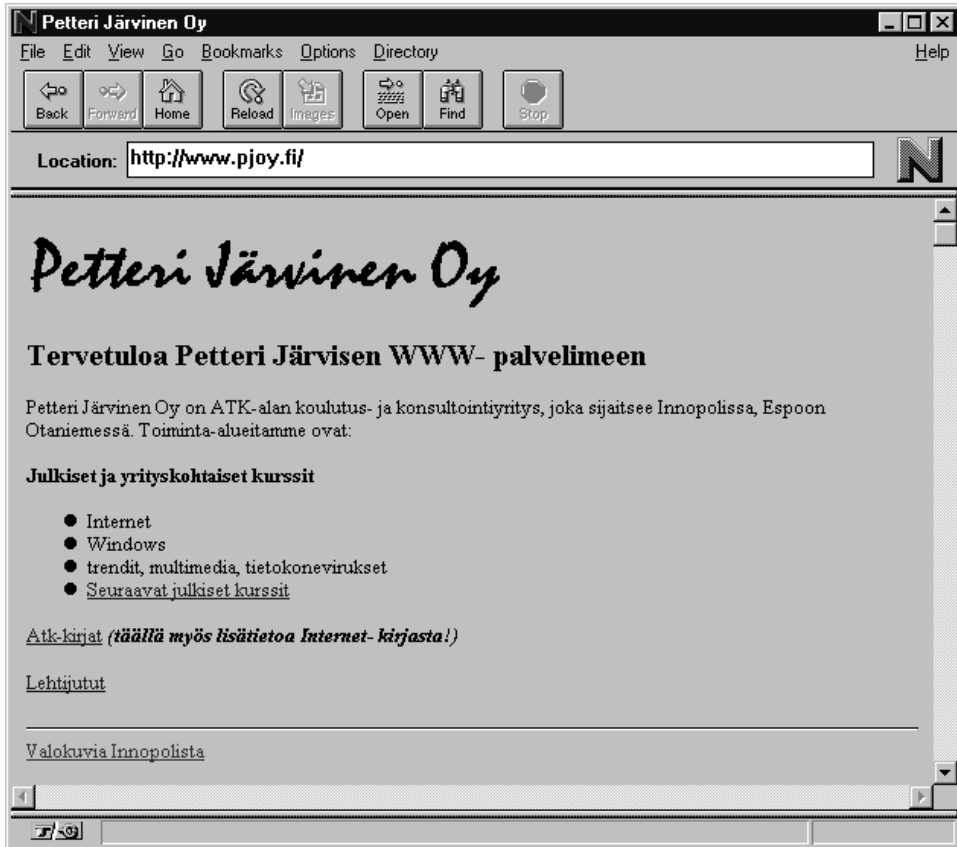 Petteri Järvinen Oy
File Edit View Go Bookmarks Options Directory Help
Back Forward Home Reload Images Open Find Stop
Location: http://www.pjoy.fi/
N
Petteri Järvinen Oy
Tervetuloa Petteri Järvisen WWW- palvelimeen
Petteri Järvinen Oy on ATK-alan koulutus- ja konsultointiyritys, joka sijaitsee Innopolissa, Espoon
Otaniemessä. Toiminta-alueitamme ovat:
Julkiset ja yrityskohtaiset kurssit
● Internet
● Windows
● trendit, multimedia, tietokonevirukset
● Seuraavat julkiset kurssit
Atk-kirjat (täällä myös lisätietoa Internet- kirjasta!)
Lehtijutut
Valokuvia Innopolista